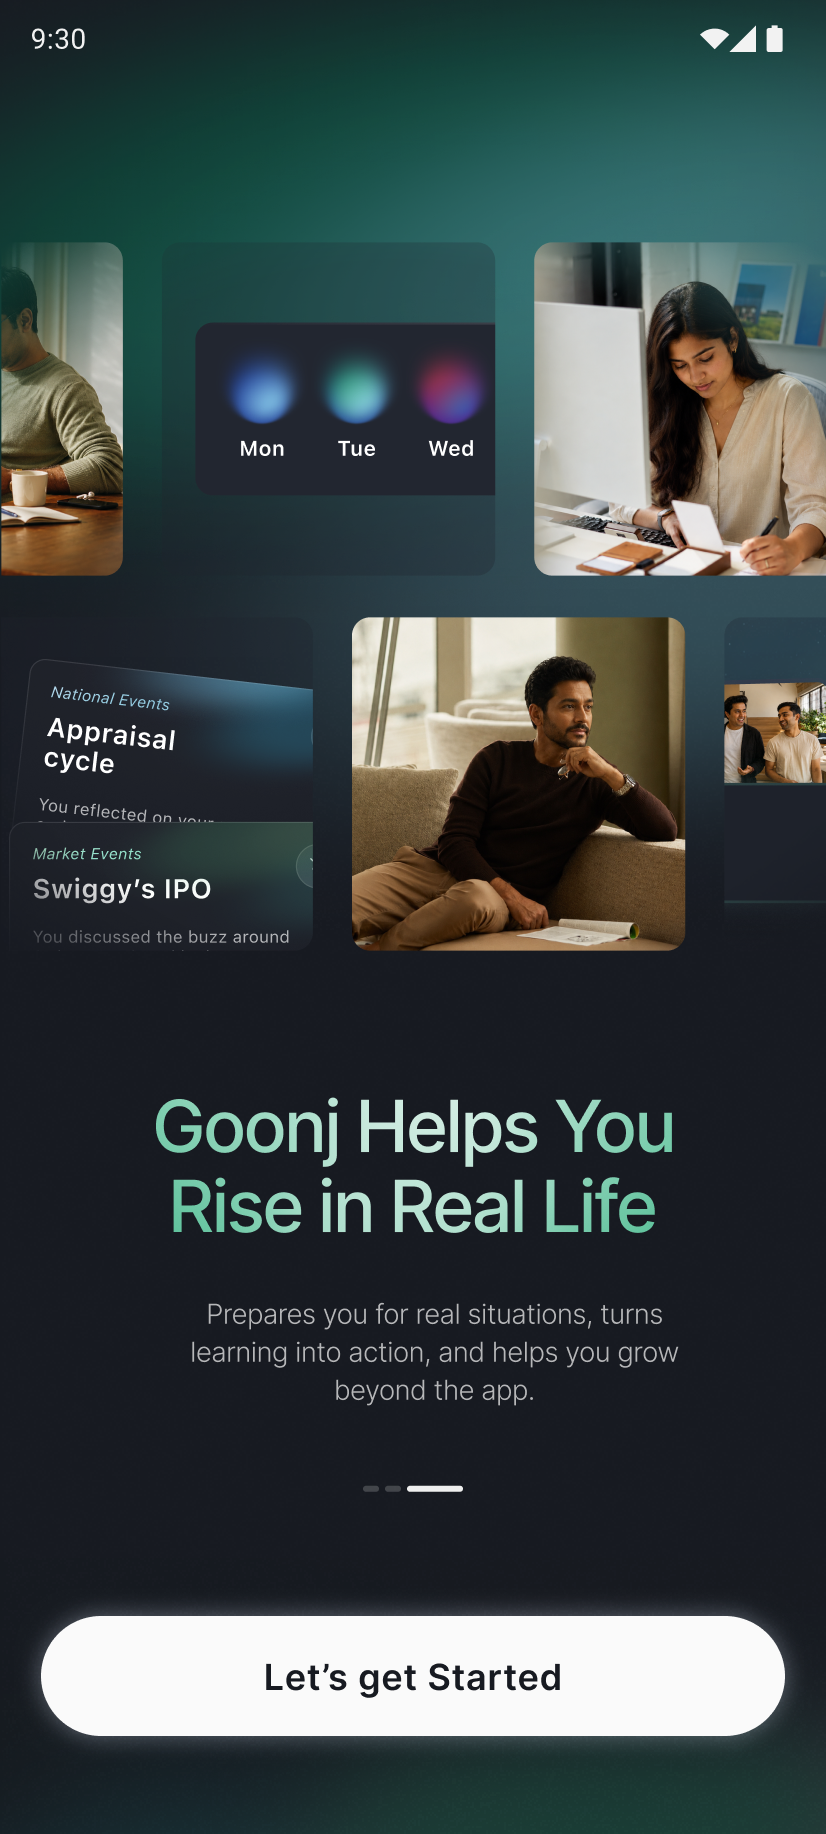 9:30
Mon Tue Wed
National Events
Appraisal
cycle
You reflected on your
Market Events
Swiggy’s IPO
You discussed the buzz around
Goonj Helps You
Rise in Real Life
Prepares you for real situations, turns
learning into action, and helps you grow
beyond the app.
Let’s get Started